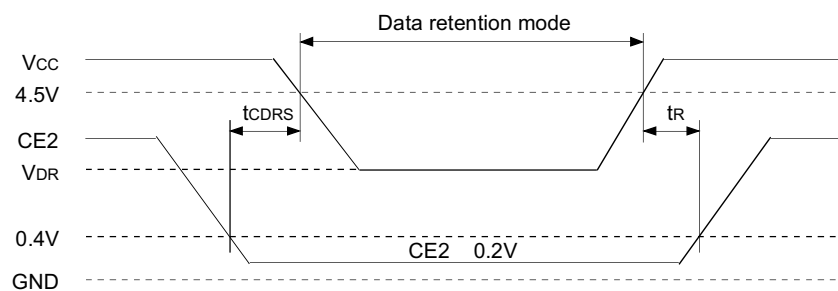 Data retention mode
VCC
4.5V
tCDRS
tR
CE2
VDR
0.4V
CE2 0.2V
GND